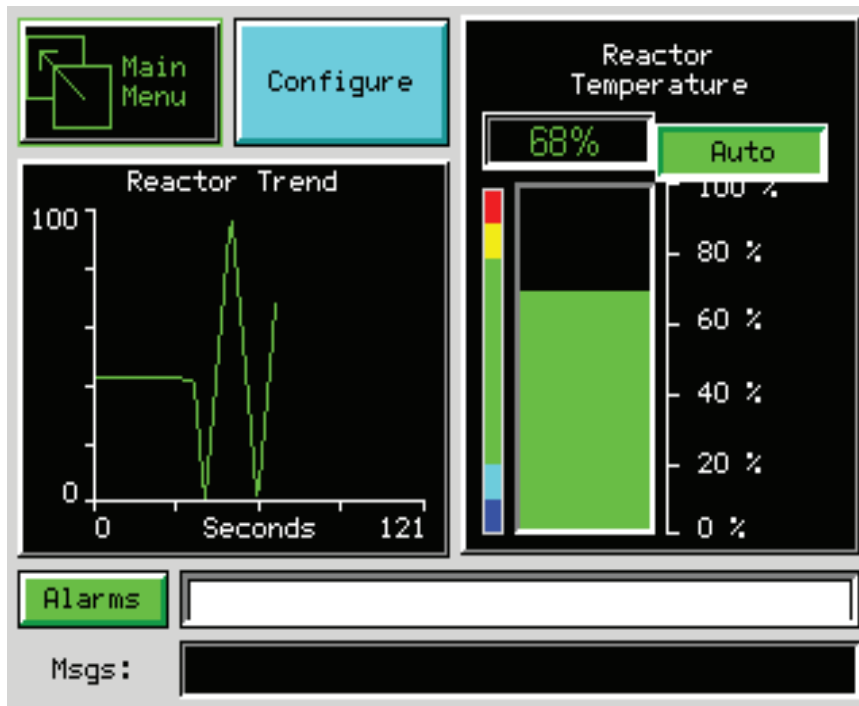 Main
Menu
Configure
Reactor
Temperature
68%
Auto
Reactor Trend
100
0
0 Seconds 121
100 %
80 %
60 %
40 %
20 %
0 %
Alarms
Msgs: